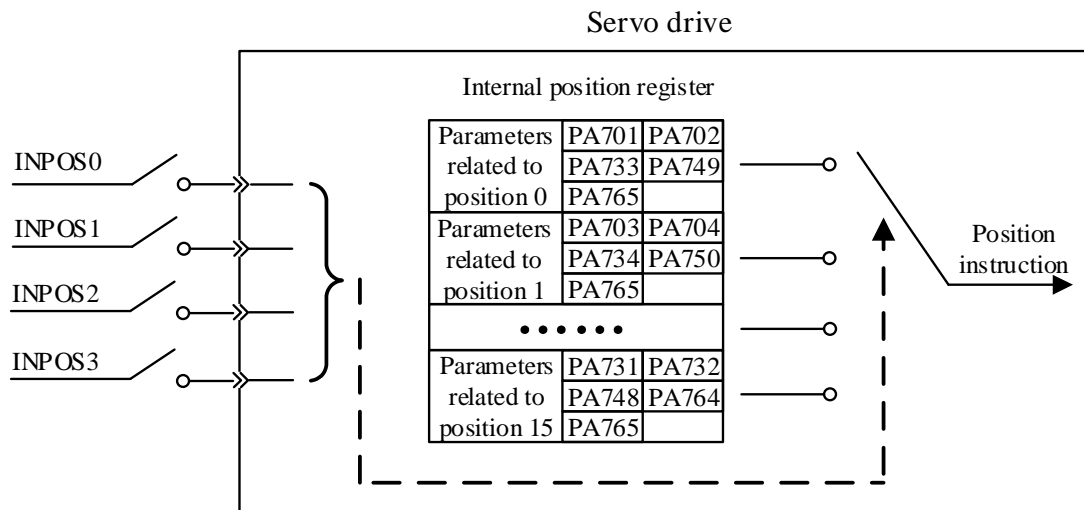 Servo drive
Internal position register
INPOS0
INPOS1
INPOS2
INPOS3
Parameters related to position 0
PA701 PA702
PA733 PA749
PA765
Parameters related to position 1
PA703 PA704
PA734 PA750
PA765
••••••
Parameters related to position 15
PA731 PA732
PA748 PA764
PA765
Position
instruction